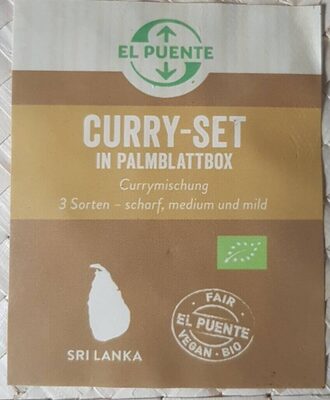 EL PUENTE
CURRY-SET
IN PALMBLATTBOX
Currymischung
3 Sorten – scharf, medium und mild
SRI LANKA
FAIR
EL PUENTE
VEGAN · BIO